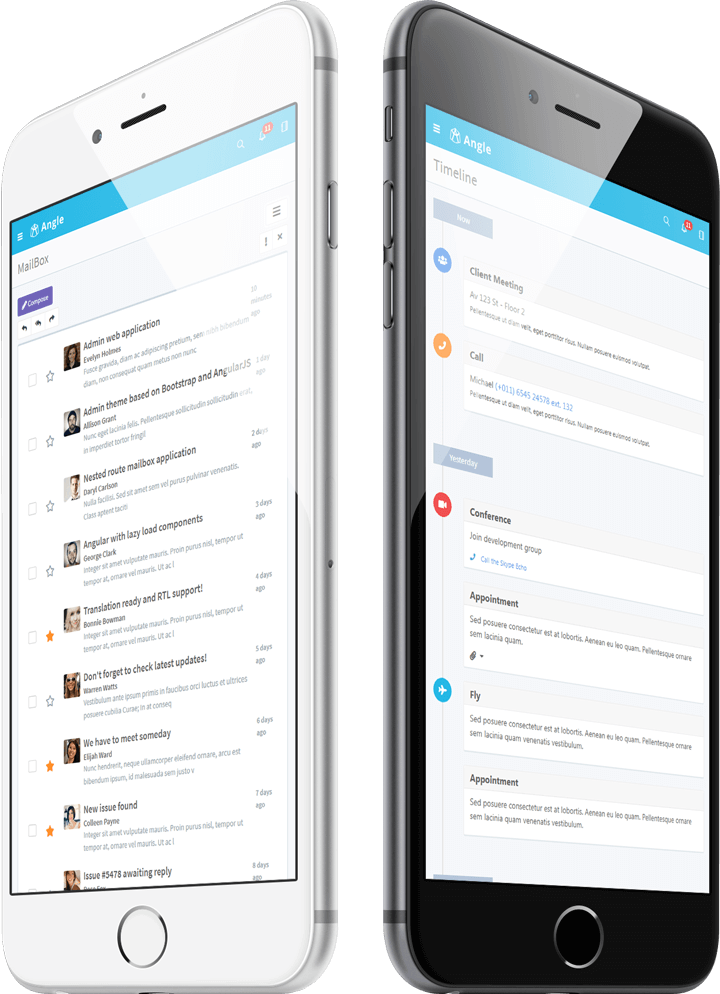 Angle
11
MailBox
Compose
Admin web application
Evelyn Holmes
Fusce gravida, diam ac adipiscing pretium, sem nibh bibendum
diam, non consequat quam metus non nunc
10
minutes
ago
Admin theme based on Bootstrap and AngularJS
Allison Grant
Nunc eget lacinia felis. Pellentesque sollicitudin sollicitudin erat,
in imperdiet tortor fringil
1 day
ago
Nested route mailbox application
Daryl Carlson
Nulla facilisi. Sed sit amet sem vel purus pulvinar venenatis.
Class aptent taciti
2 days
ago
Angular with lazy load components
George Clark
Integer sit amet vulputate mauris. Proin purus nisl, tempor ut
tempor at, ornare vel mauris. Ut ac l
3 days
ago
Translation ready and RTL support!
Bonnie Bowman
Integer sit amet vulputate mauris. Proin purus nisl, tempor ut
tempor at, ornare vel mauris. Ut ac l
4 days
ago
Don't forget to check latest updates!
Warren Watts
Vestibulum ante ipsum primis in faucibus orci luctus et ultrices
posuere cubilia Curae; in at conseq
5 days
ago
We have to meet someday
Elijah Ward
Nunc hendrerit, neque ullamcorper eleifend ornare, arcu est
bibendum ipsum, id malesuada sem justo v
6 days
ago
New issue found
Colleen Payne
Integer sit amet vulputate mauris. Proin purus nisl, tempor ut
tempor at, ornare vel mauris. Ut ac l
7 days
ago
Issue #5478 awaiting reply
8 days
ago
Angle
11
Timeline
Now
Client Meeting
Av 123 St - Floor 2
Pellentesque ut diam velit, eget porttitor risus. Nullam posuere euismod volutpat.
Call
Michael (+011) 6545 24578 ext. 132
Pellentesque ut diam velit, eget porttitor risus. Nullam posuere euismod volutpat.
Yesterday
Conference
Join development group
Call the Skype Echo
Appointment
Sed posuere consectetur est at lobortis. Aenean eu leo quam. Pellentesque ornare
sem lacinia quam.
Fly
Sed posuere consectetur est at lobortis. Aenean eu leo quam. Pellentesque ornare
sem lacinia quam venenatis vestibulum.
Appointment
Sed posuere consectetur est at lobortis. Aenean eu leo quam. Pellentesque ornare
sem lacinia quam venenatis vestibulum.